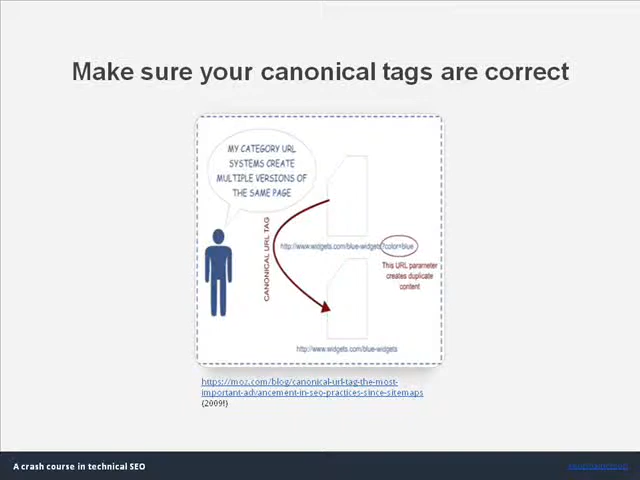 Make sure your canonical tags are correct
MY CATEGORY URL
SYSTEMS CREATE
MULTIPLE VERSIONS OF
THE SAME PAGE
CANONICAL URL TAG
http://www.widgets.com/blue-widgets?color=blue
This URL parameter
creates duplicate
content
http://www.widgets.com/blue-widgets
https://moz.com/blog/canonical-url-tag-the-most-
important-advancement-in-seo-practices-since-sitemaps
(2009!)
A crash course in technical SEO